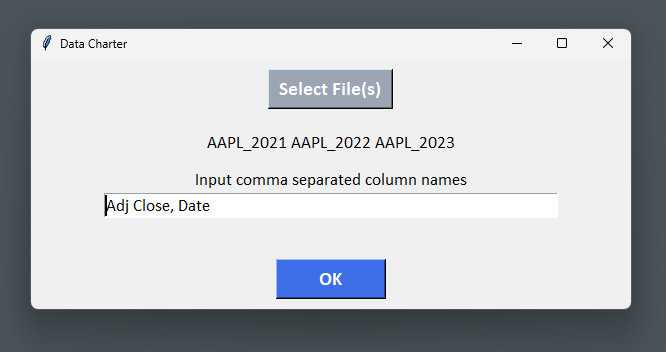 Data Charter
Select File(s)
AAPL_2021 AAPL_2022 AAPL_2023
Input comma separated column names
Adj Close, Date
OK